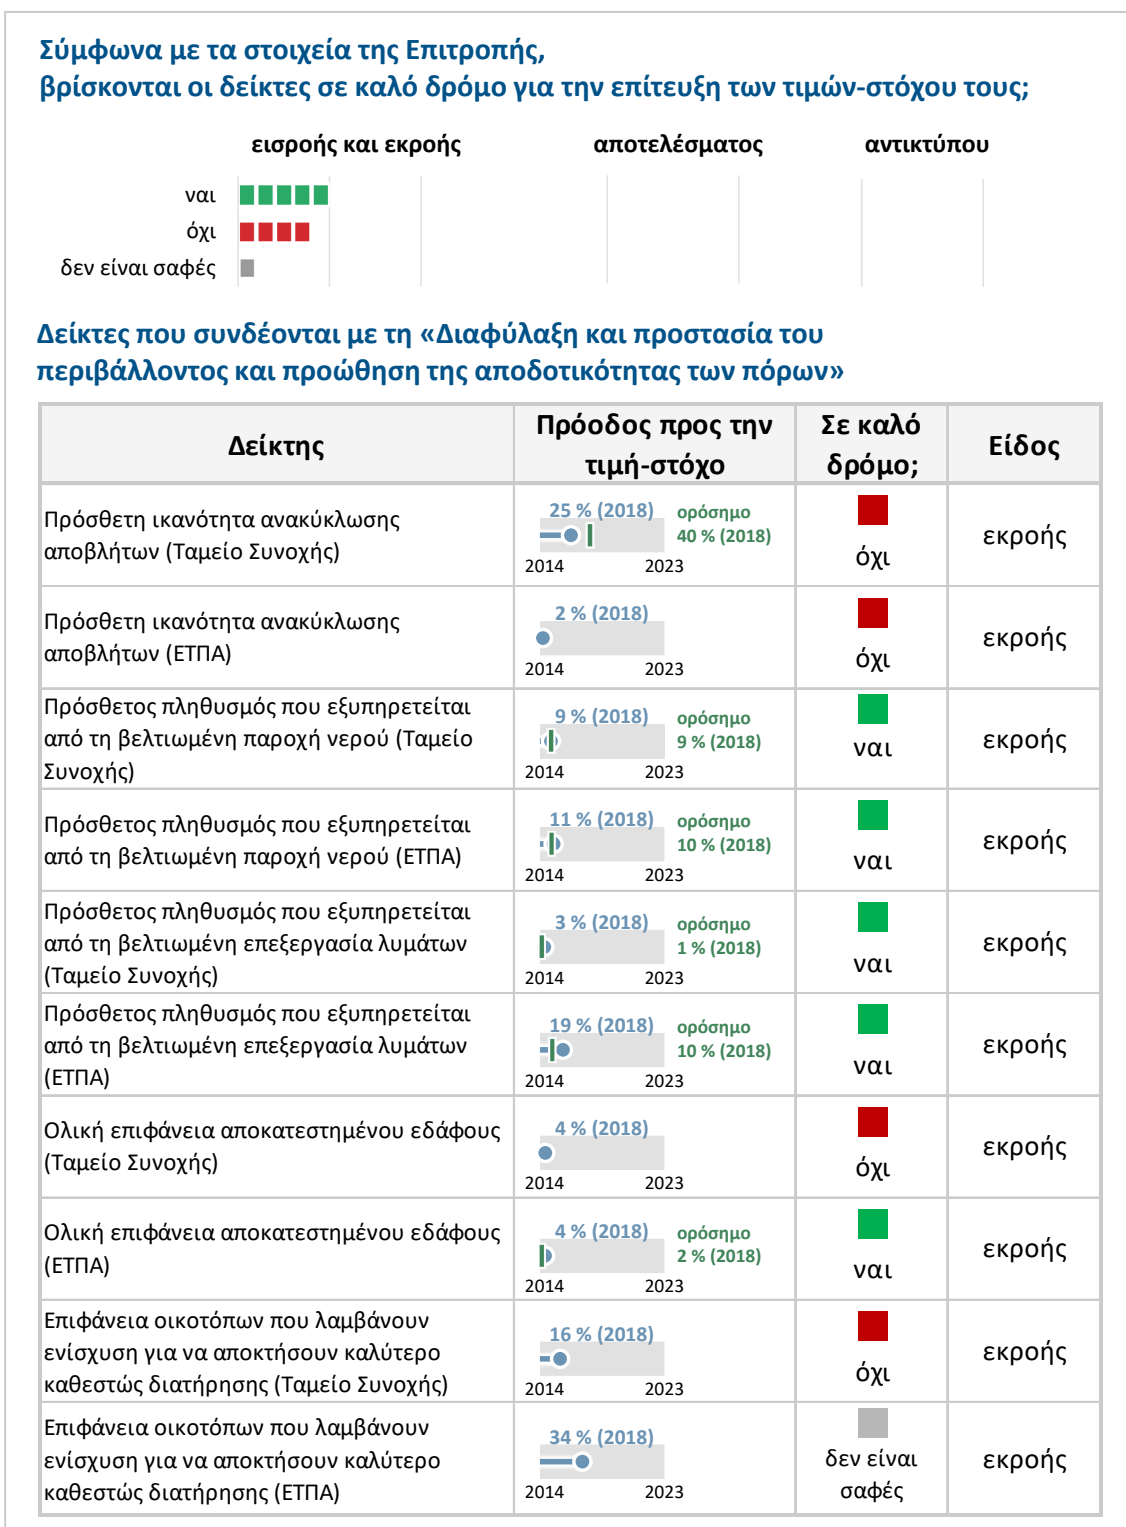 Σύμφωνα με τα στοιχεία της Επιτροπής,
βρίσκονται οι δείκτες σε καλό δρόμο για την επίτευξη των τιμών-στόχου τους;
εισροής και εκροής
αποτελέσματος
αντικτύπου
ναι
όχι
δεν είναι σαφές
Δείκτες που συνδέονται με τη «Διαφύλαξη και προστασία του
περιβάλλοντος και προώθηση της αποδοτικότητας των πόρων»
Δείκτης
Πρόοδος προς την
τιμή-στόχο
Σε καλό
δρόμο;
Είδος
Πρόσθετη ικανότητα ανακύκλωσης
αποβλήτων (Ταμείο Συνοχής)
25 % (2018)
ορόσημο
40 % (2018)
2014
2023
όχι
εκροής
Πρόσθετη ικανότητα ανακύκλωσης
αποβλήτων (ΕΤΠΑ)
2 % (2018)
2014
2023
όχι
εκροής
Πρόσθετος πληθυσμός που εξυπηρετείται
από τη βελτιωμένη παροχή νερού (Ταμείο
Συνοχής)
9 % (2018)
ορόσημο
9 % (2018)
2014
2023
ναι
εκροής
Πρόσθετος πληθυσμός που εξυπηρετείται
από τη βελτιωμένη παροχή νερού (ΕΤΠΑ)
11 % (2018)
ορόσημο
10 % (2018)
2014
2023
ναι
εκροής
Πρόσθετος πληθυσμός που εξυπηρετείται
από τη βελτιωμένη επεξεργασία λυμάτων
(Ταμείο Συνοχής)
3 % (2018)
ορόσημο
1 % (2018)
2014
2023
ναι
εκροής
Πρόσθετος πληθυσμός που εξυπηρετείται
από τη βελτιωμένη επεξεργασία λυμάτων
(ΕΤΠΑ)
19 % (2018)
ορόσημο
10 % (2018)
2014
2023
ναι
εκροής
Ολική επιφάνεια αποκατεστημένου εδάφους
(Ταμείο Συνοχής)
4 % (2018)
2014
2023
όχι
εκροής
Ολική επιφάνεια αποκατεστημένου εδάφους
(ΕΤΠΑ)
4 % (2018)
ορόσημο
2 % (2018)
2014
2023
ναι
εκροής
Επιφάνεια οικοτόπων που λαμβάνουν
ενίσχυση για να αποκτήσουν καλύτερο
καθεστώς διατήρησης (Ταμείο Συνοχής)
16 % (2018)
2014
2023
όχι
εκροής
Επιφάνεια οικοτόπων που λαμβάνουν
ενίσχυση για να αποκτήσουν καλύτερο
καθεστώς διατήρησης (ΕΤΠΑ)
34 % (2018)
2014
2023
δεν είναι
σαφές
εκροής